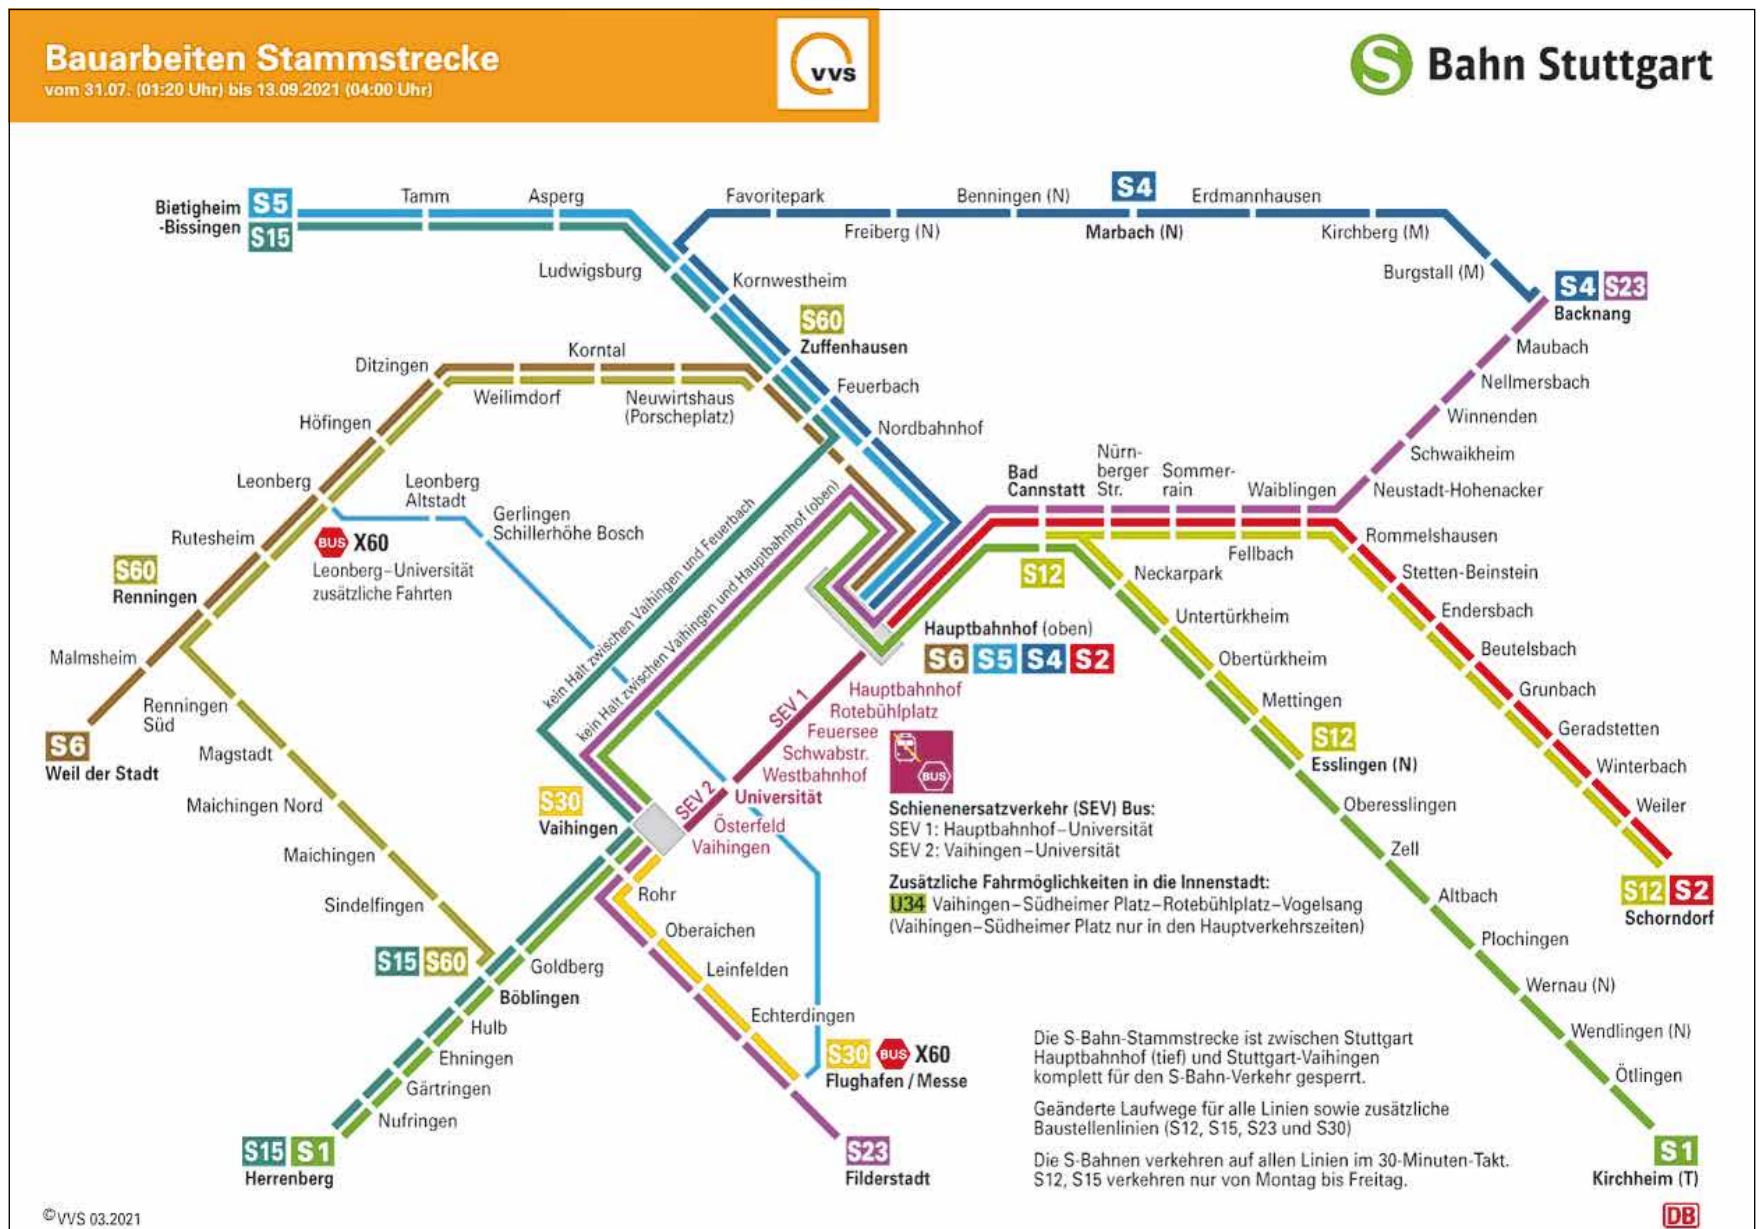 Bauarbeiten Stammstrecke
vom 31.07. (01:20 Uhr) bis 13.09.2021 (04:00 Uhr)
VVS
S Bahn Stuttgart
Bietigheim
-Bissingen
S5
S15
Tamm
Asperg
Ludwigsburg
Favoritepark
Freiberg (N)
Benningen (N)
S4
Marbach (N)
Erdmannhausen
Kirchberg (M)
Burgstall (M)
S4 S23
Backnang
Kornwestheim
S60
Zuffenhausen
Feuerbach
Nordbahnhof
Maubach
Nellmersbach
Winnenden
Schwaikheim
Neustadt-Hohenacker
Ditzingen
Korntal
Weilimdorf
Neuwirtshaus
(Porscheplatz)
Höfingen
Leonberg
Leonberg
Altstadt
Gerlingen
Schillerhöhe Bosch
Rutesheim
BUS X60
Leonberg–Universität
zusätzliche Fahrten
S60
Renningen
Malmsheim
S6
Weil der Stadt
Renningen
Süd
Magstadt
Maichingen Nord
Maichingen
Sindelfingen
S15 S60
kein Halt zwischen Vaihingen und Feuerbach
kein Halt zwischen Vaihingen und Hauptbahnhof (oben)
Bad
Cannstatt
Nürn-
berger
Str.
Sommer-
rain
Waiblingen
S12
Fellbach
Rommelshausen
Stetten-Beinstein
Endersbach
Beutelsbach
Grunbach
Geradstetten
Winterbach
Weiler
S12 S2
Schorndorf
Neckarpark
Untertürkheim
Obertürkheim
Mettingen
S12
Esslingen (N)
Oberesslingen
Zell
Altbach
Plochingen
Wernau (N)
Wendlingen (N)
Ötlingen
S1
Kirchheim (T)
Hauptbahnhof (oben)
S6 S5 S4 S2
SEV 1
Hauptbahnhof
Rotebühlplatz
Feuersee
Schwabstr.
Westbahnhof
Universität
SEV 2
Österfeld
Vaihingen
S30
Vaihingen
BUS
Schienenersatzverkehr (SEV) Bus:
SEV 1: Hauptbahnhof–Universität
SEV 2: Vaihingen–Universität
Zusätzliche Fahrmöglichkeiten in die Innenstadt:
U34 Vaihingen–Südheimer Platz–Rotebühlplatz–Vogelsang
(Vaihingen–Südheimer Platz nur in den Hauptverkehrszeiten)
Rohr
Oberaichen
Leinfelden
Echterdingen
S30 BUS X60
Flughafen / Messe
S23
Filderstadt
Goldberg
Böblingen
Hulb
Ehningen
Gärtringen
Nufringen
S15 S1
Herrenberg
Die S-Bahn-Stammstrecke ist zwischen Stuttgart
Hauptbahnhof (tief) und Stuttgart-Vaihingen
komplett für den S-Bahn-Verkehr gesperrt.
Geänderte Laufwege für alle Linien sowie zusätzliche
Baustellenlinien (S12, S15, S23 und S30)
Die S-Bahnen verkehren auf allen Linien im 30-Minuten-Takt.
S12, S15 verkehren nur von Montag bis Freitag.
© VVS 03.2021
DB